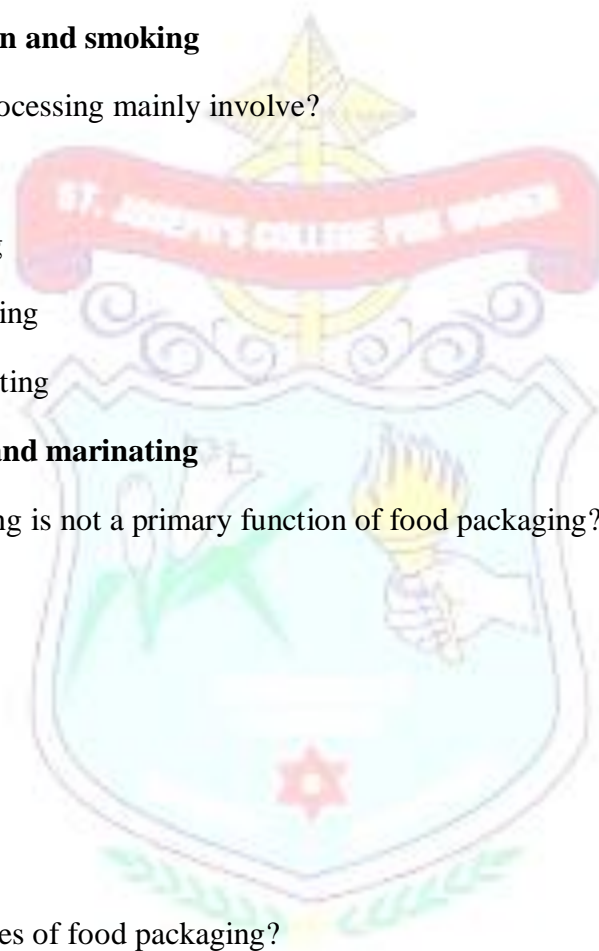 n and smoking
ocessing mainly involve?
ST. JOSEPH'S COLLEGE FOR WOMEN
g
ing
ting
and marinating
ng is not a primary function of food packaging?
es of food packaging?